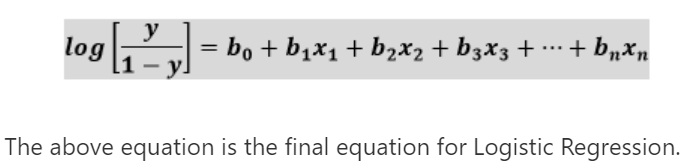 log [y / 1 − y] = b₀ + b₁x₁ + b₂x₂ + b₃x₃ + ⋯ + bₙxₙ
The above equation is the final equation for Logistic Regression.